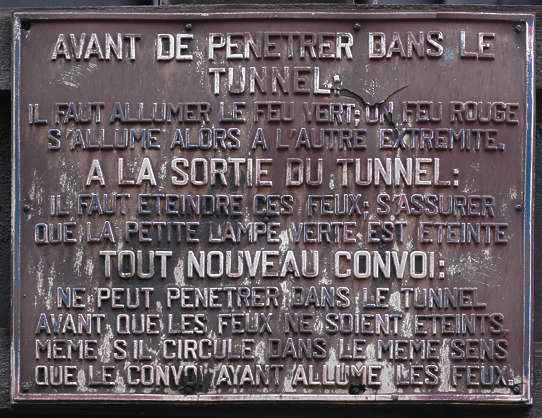 AVANT DE PENETRER DANS LE
TUNNEL:
IL FAUT ALLUMER LE FEU VERT; UN FEU ROUGE
S'ALLUME ALORS A L'AUTRE EXTREMITE.
A LA SORTIE DU TUNNEL:
IL FAUT ETEINDRE CES FEUX; S'ASSURER
QUE LA PETITE LAMPE VERTE EST ETEINTE
TOUT NOUVEAU CONVOI:
NE PEUT PENETRER DANS LE TUNNEL
AVANT QUE LES FEUX NE SOIENT ETEINTS,
MEME S'IL CIRCULE DANS LE MEME SENS
QUE LE CONVOI AYANT ALLUME LES FEUX.